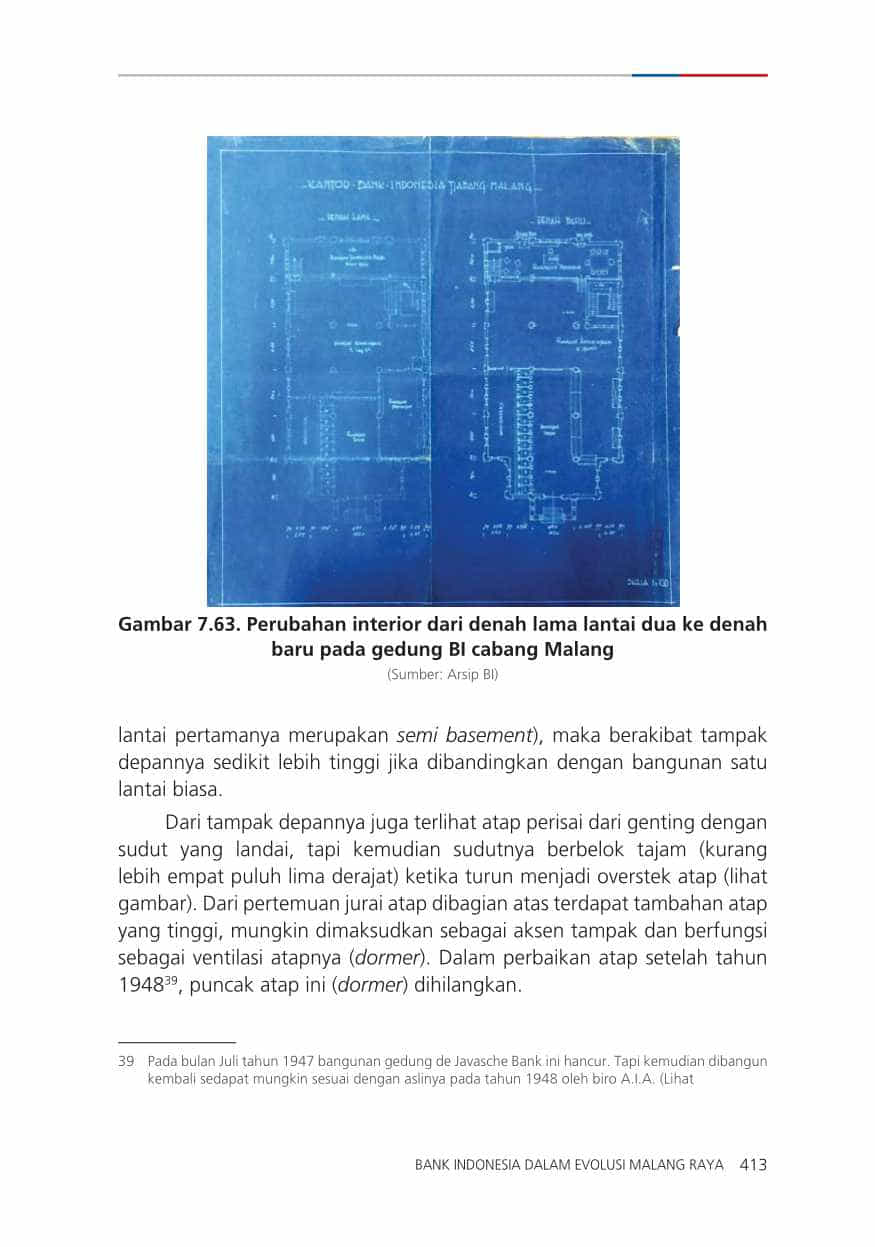 KANTOR - BANK - INDONESIA TJABANG MALANG
DENAH LAMA
DENAH BARU
SKALA 1:100
Gambar 7.63. Perubahan interior dari denah lama lantai dua ke denah
baru pada gedung BI cabang Malang
(Sumber: Arsip BI)
lantai pertamanya merupakan semi basement), maka berakibat tampak
depannya sedikit lebih tinggi jika dibandingkan dengan bangunan satu
lantai biasa.
Dari tampak depannya juga terlihat atap perisai dari genting dengan
sudut yang landai, tapi kemudian sudutnya berbelok tajam (kurang
lebih empat puluh lima derajat) ketika turun menjadi overstek atap (lihat
gambar). Dari pertemuan jurai atap dibagian atas terdapat tambahan atap
yang tinggi, mungkin dimaksudkan sebagai aksen tampak dan berfungsi
sebagai ventilasi atapnya (dormer). Dalam perbaikan atap setelah tahun
1948³⁹, puncak atap ini (dormer) dihilangkan.
39 Pada bulan Juli tahun 1947 bangunan gedung de Javasche Bank ini hancur. Tapi kemudian dibangun
kembali sedapat mungkin sesuai dengan aslinya pada tahun 1948 oleh biro A.I.A. (Lihat
BANK INDONESIA DALAM EVOLUSI MALANG RAYA 413